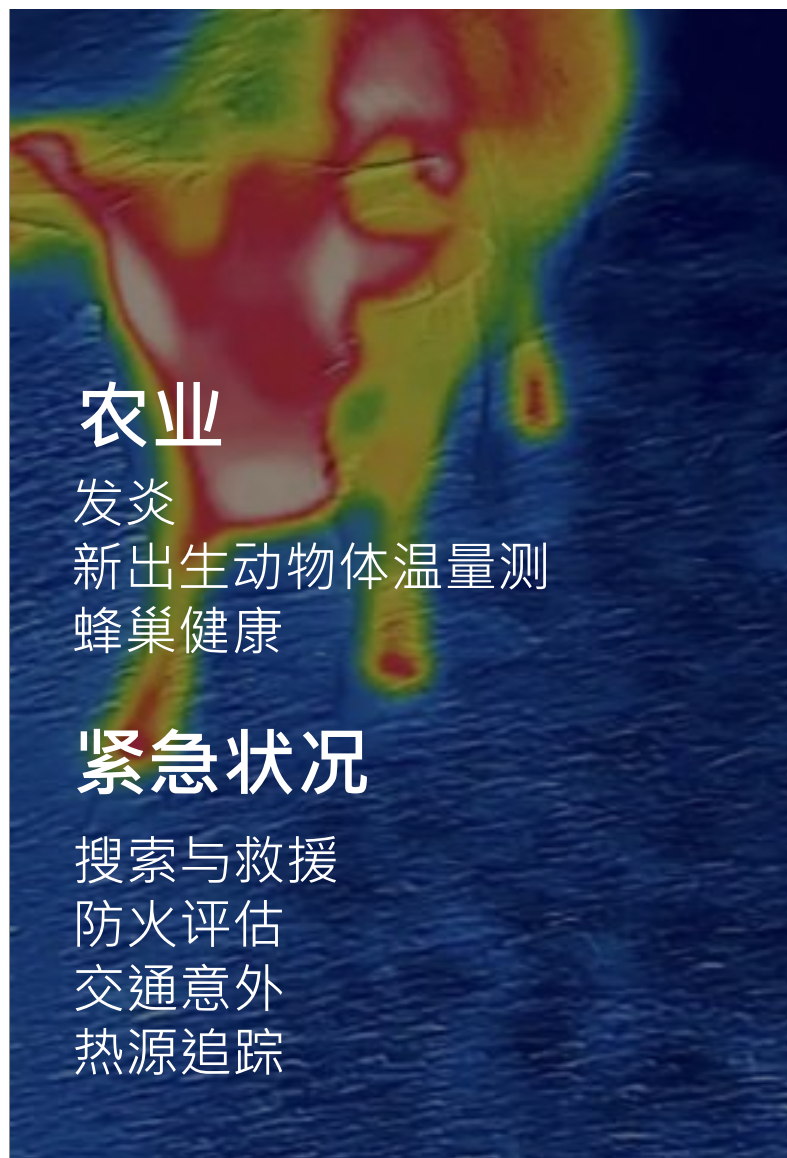 农业
发炎
新出生动物体温量测
蜂巢健康
紧急状况
搜索与救援
防火评估
交通意外
热源追踪